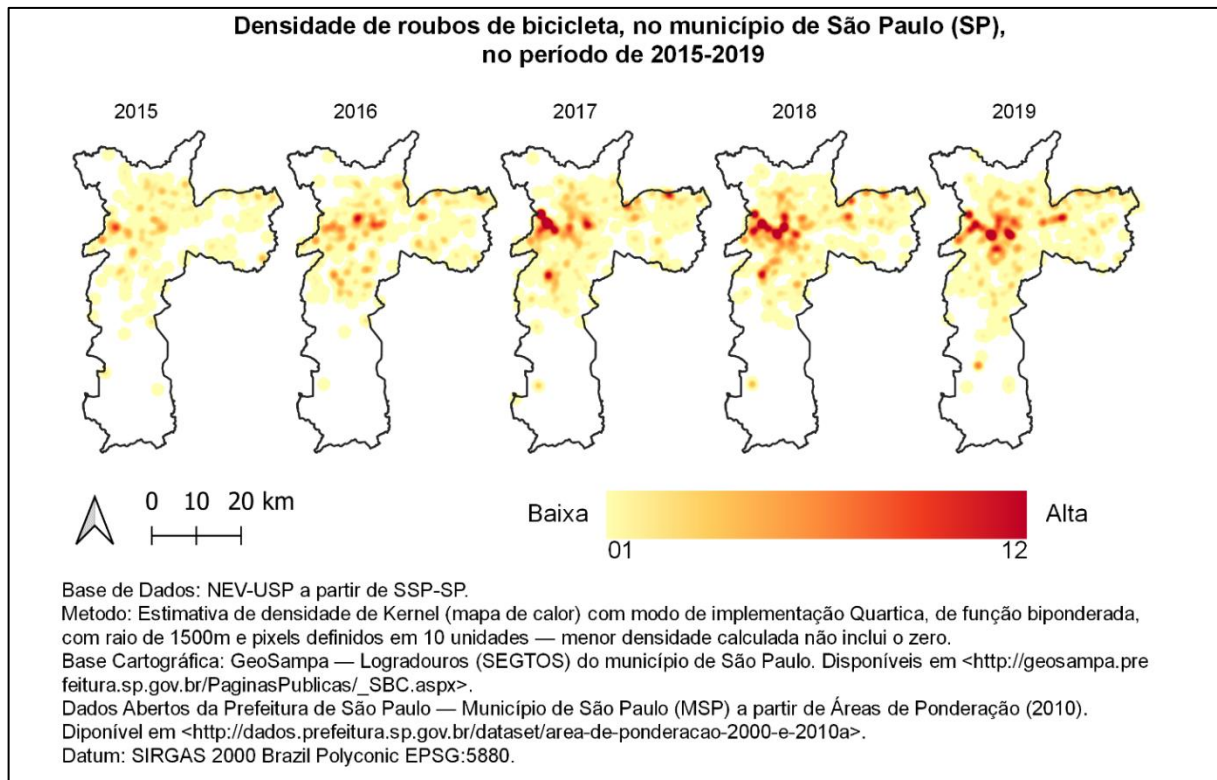 Densidade de roubos de bicicleta, no município de São Paulo (SP),
no período de 2015-2019
2015
2016
2017
2018
2019
0 10 20 km
Baixa
Alta
01
12
Base de Dados: NEV-USP a partir de SSP-SP.
Metodo: Estimativa de densidade de Kernel (mapa de calor) com modo de implementação Quartica, de função biponderada,
com raio de 1500m e pixels definidos em 10 unidades — menor densidade calculada não inclui o zero.
Base Cartográfica: GeoSampa — Logradouros (SEGTOS) do município de São Paulo. Disponíveis em <http://geosampa.pre
feitura.sp.gov.br/PaginasPublicas/_SBC.aspx>.
Dados Abertos da Prefeitura de São Paulo — Município de São Paulo (MSP) a partir de Áreas de Ponderação (2010).
Diponível em <http://dados.prefeitura.sp.gov.br/dataset/area-de-ponderacao-2000-e-2010a>.
Datum: SIRGAS 2000 Brazil Polyconic EPSG:5880.